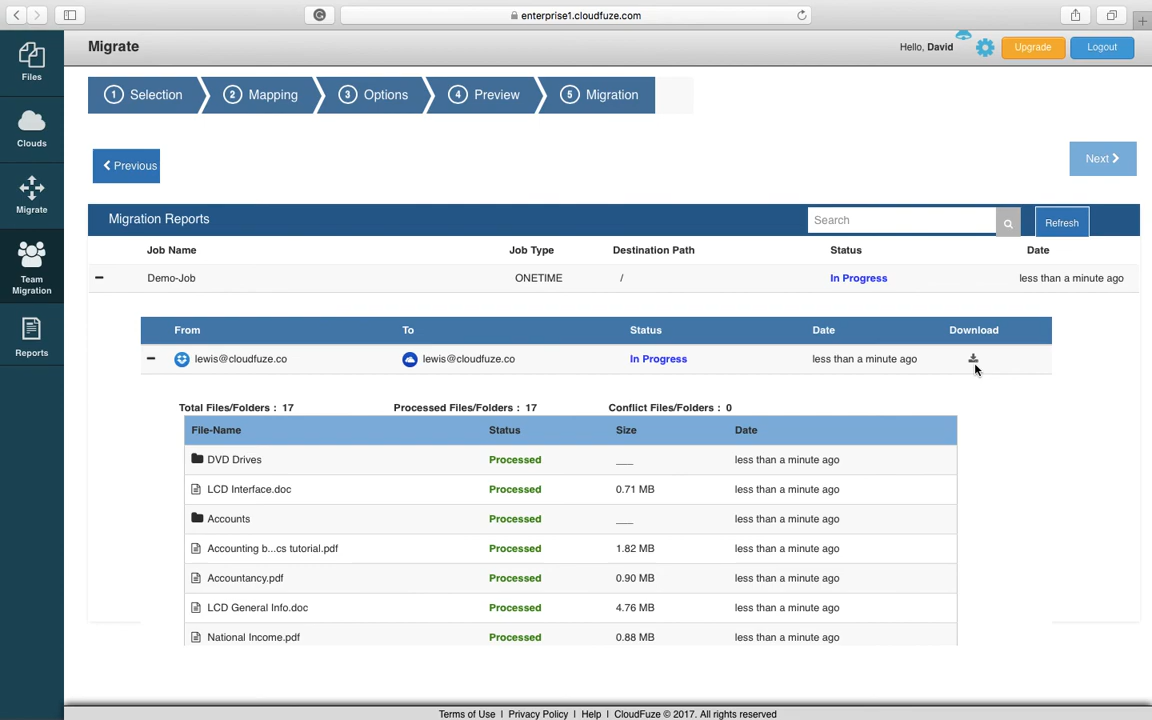 enterprise1.cloudfuze.com
Migrate
Hello, David
Upgrade
Logout
Files
Clouds
Migrate
Team
Migration
Reports
1 Selection
2 Mapping
3 Options
4 Preview
5 Migration
Previous
Next
Migration Reports
Search
Refresh
Job Name Job Type Destination Path Status Date
Demo-Job ONETIME / In Progress less than a minute ago
From To Status Date Download
lewis@cloudfuze.co lewis@cloudfuze.co In Progress less than a minute ago
Total Files/Folders : 17 Processed Files/Folders : 17 Conflict Files/Folders : 0
File-Name Status Size Date
DVD Drives Processed ___ less than a minute ago
LCD Interface.doc Processed 0.71 MB less than a minute ago
Accounts Processed ___ less than a minute ago
Accounting b...cs tutorial.pdf Processed 1.82 MB less than a minute ago
Accountancy.pdf Processed 0.90 MB less than a minute ago
LCD General Info.doc Processed 4.76 MB less than a minute ago
National Income.pdf Processed 0.88 MB less than a minute ago
Terms of Use | Privacy Policy | Help | CloudFuze © 2017. All rights reserved